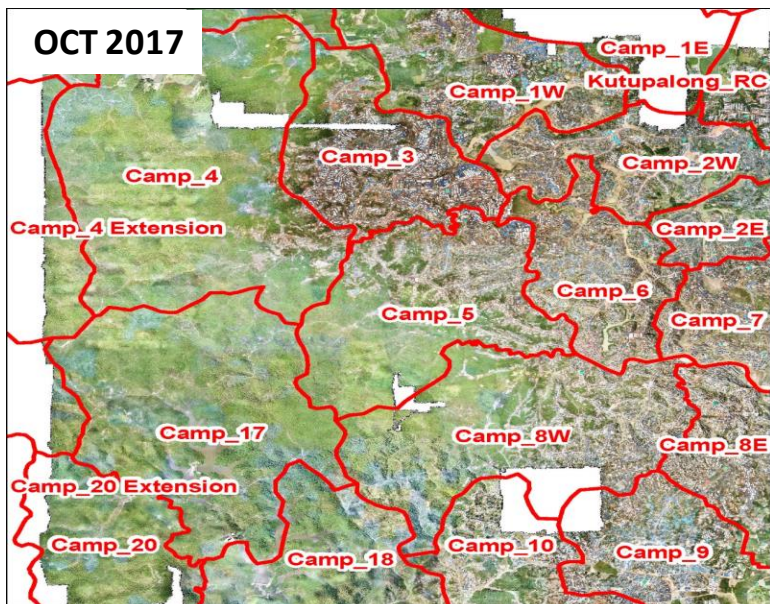 OCT 2017
Camp_1E
Kutupalong_RC
Camp_1W
Camp_3
Camp_2W
Camp_4
Camp_4 Extension
Camp_2E
Camp_6
Camp_5
Camp_7
Camp_17
Camp_8W
Camp_8E
Camp_20 Extension
Camp_20
Camp_18
Camp_10
Camp_9